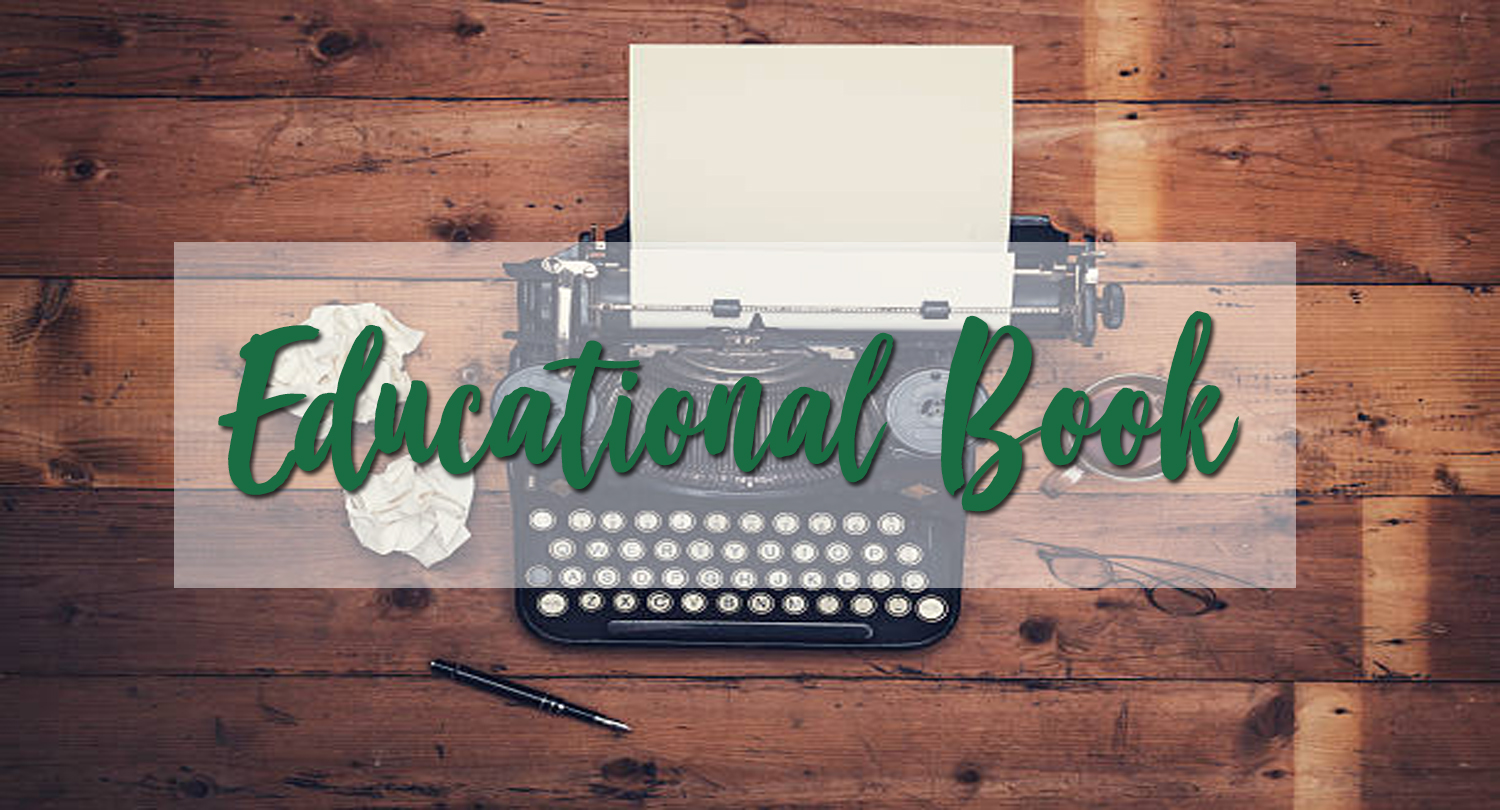 Educational Book
Q W E R T Y U I O P
A S D F G H J K L
Z X C V B N M